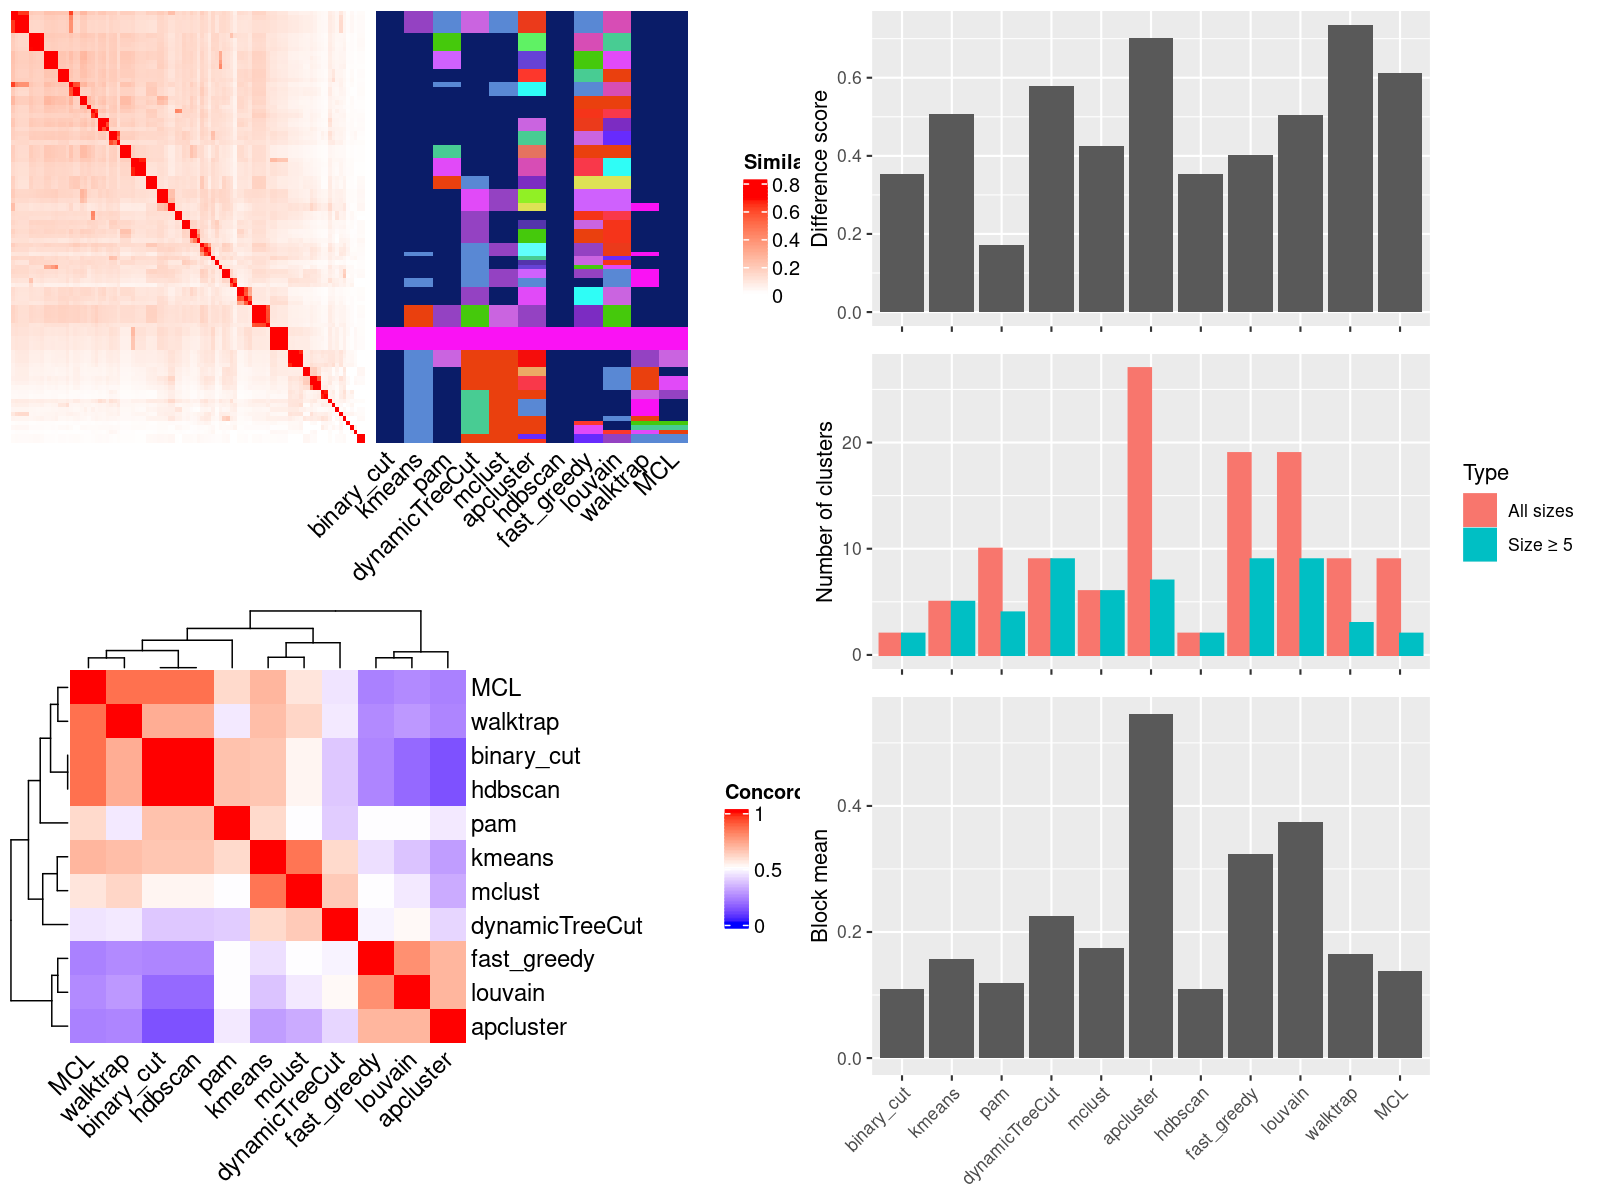 Simila
0.8
0.6
0.4
0.2
0
binary_cut
kmeans
pam
dynamicTreeCut
mclust
apcluster
hdbscan
fast_greedy
louvain
walktrap
MCL
Difference score
0.6
0.4
0.2
0.0
Number of clusters
20
10
0
Type
All sizes
Size ≥ 5
MCL
walktrap
binary_cut
hdbscan
pam
kmeans
mclust
dynamicTreeCut
fast_greedy
louvain
apcluster
MCL
walktrap
binary_cut
hdbscan
pam
kmeans
mclust
dynamicTreeCut
fast_greedy
louvain
apcluster
Concord
1
0.5
0
Block mean
0.4
0.2
0.0
binary_cut
kmeans
pam
dynamicTreeCut
mclust
apcluster
hdbscan
fast_greedy
louvain
walktrap
MCL